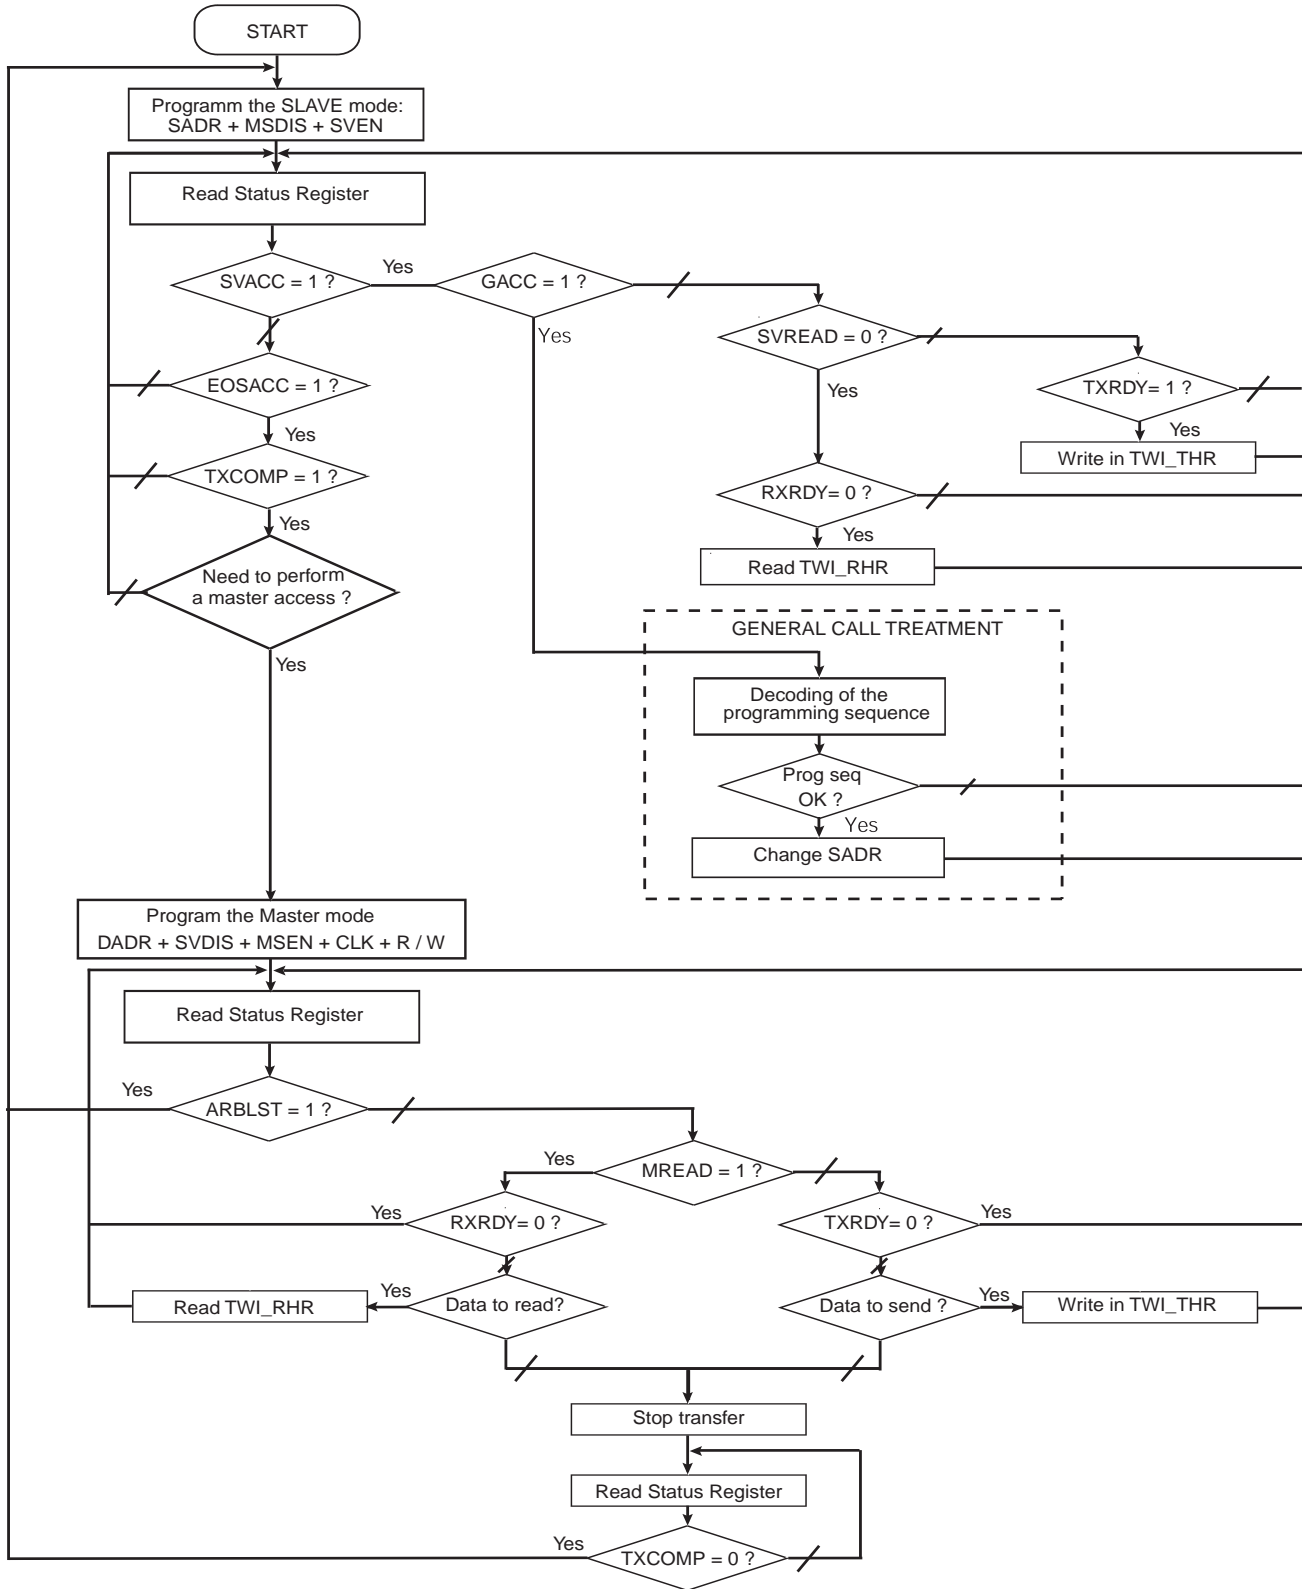 START
Programm the SLAVE mode:
SADR + MSDIS + SVEN
Read Status Register
SVACC = 1 ?
Yes
GACC = 1 ?
Yes
SVREAD = 0 ?
Yes
EOSACC = 1 ?
Yes
TXRDY= 1 ?
Yes
Write in TWI_THR
TXCOMP = 1 ?
Yes
RXRDY= 0 ?
Yes
Read TWI_RHR
Need to perform
a master access ?
Yes
GENERAL CALL TREATMENT
Decoding of the
programming sequence
Prog seq
OK ?
Yes
Change SADR
Program the Master mode
DADR + SVDIS + MSEN + CLK + R / W
Read Status Register
Yes
ARBLST = 1 ?
Yes
MREAD = 1 ?
Yes
RXRDY= 0 ?
TXRDY= 0 ?
Yes
Read TWI_RHR
Yes
Data to read?
Data to send ?
Yes
Write in TWI_THR
Stop transfer
Read Status Register
Yes
TXCOMP = 0 ?